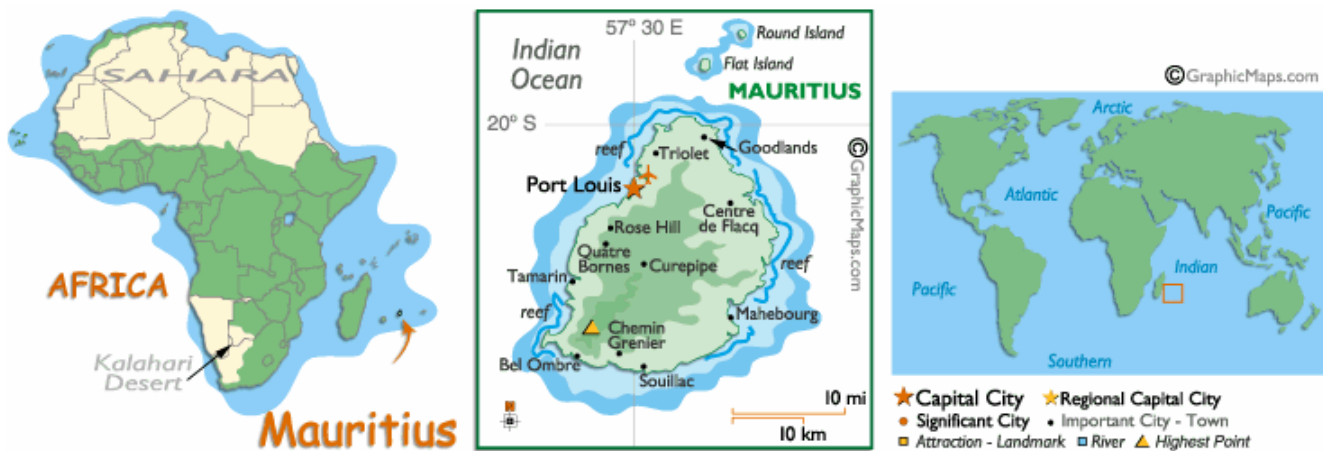 SAHARA
AFRICA
Kalahari
Desert
Mauritius
57° 30 E
Indian
Ocean
Round Island
Flat Island
MAURITIUS
20° S
reef
Triolet
Goodlands
Port Louis
Centre
de Flacq
Rose Hill
Quatre
Bornes
Curepipe
Tamarin
reef
reef
Mahebourg
Chemin
Grenier
Bel Ombre
Souillac
N
10 mi
10 km
©GraphicMaps.com
©GraphicMaps.com
Arctic
Atlantic
Pacific
Indian
Pacific
Southern
Capital City
Regional Capital City
Significant City
Important City - Town
Attraction - Landmark
River
Highest Point